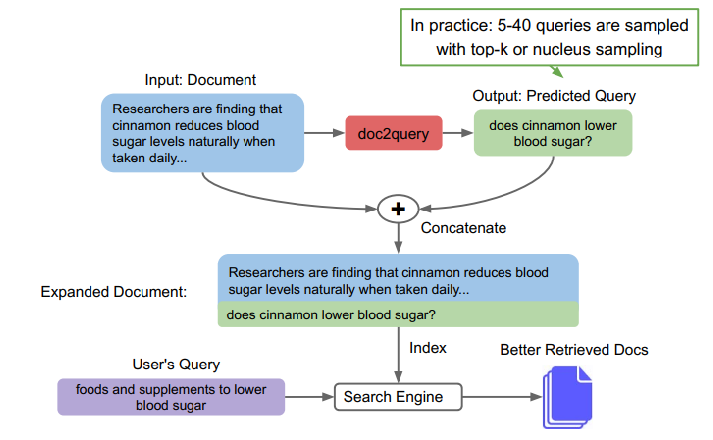 In practice: 5-40 queries are sampled
with top-k or nucleus sampling
Input: Document
Output: Predicted Query
Researchers are finding that
cinnamon reduces blood
sugar levels naturally when
taken daily...
doc2query
does cinnamon lower
blood sugar?
+
Concatenate
Expanded Document:
Researchers are finding that cinnamon reduces blood
sugar levels naturally when taken daily...
does cinnamon lower blood sugar?
Index
User's Query
Better Retrieved Docs
foods and supplements to lower
blood sugar
Search Engine